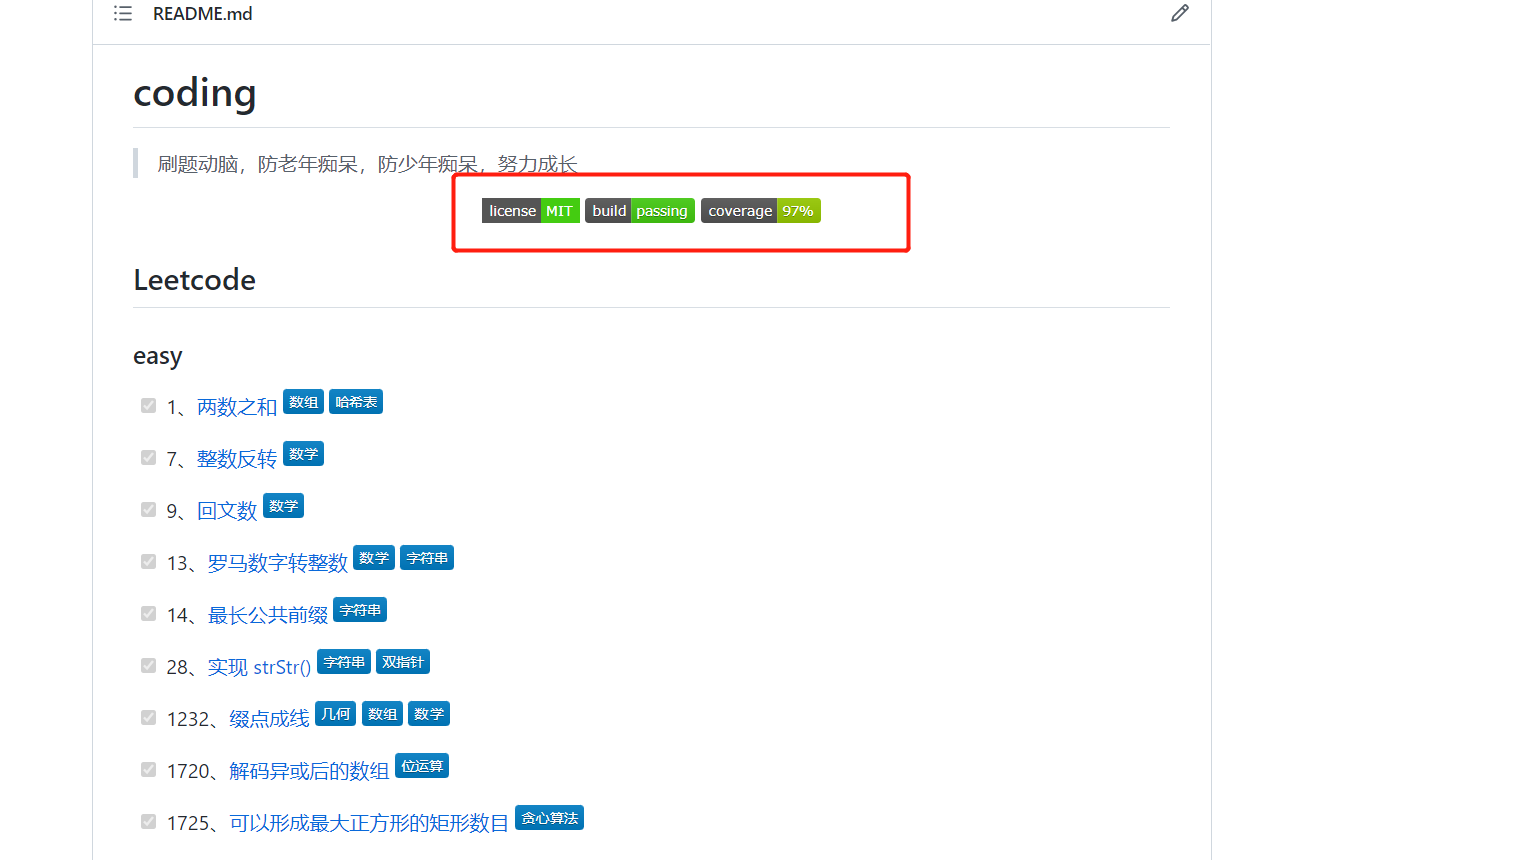 README.md
coding
刷题动脑，防老年痴呆，防少年痴呆，努力成长
license MIT build passing coverage 97%
Leetcode
easy
1、两数之和 数组 哈希表
7、整数反转 数学
9、回文数 数学
13、罗马数字转整数 数学 字符串
14、最长公共前缀 字符串
28、实现 strStr() 字符串 双指针
1232、缀点成线 几何 数组 数学
1720、解码异或后的数组 位运算
1725、可以形成最大正方形的矩形数目 贪心算法